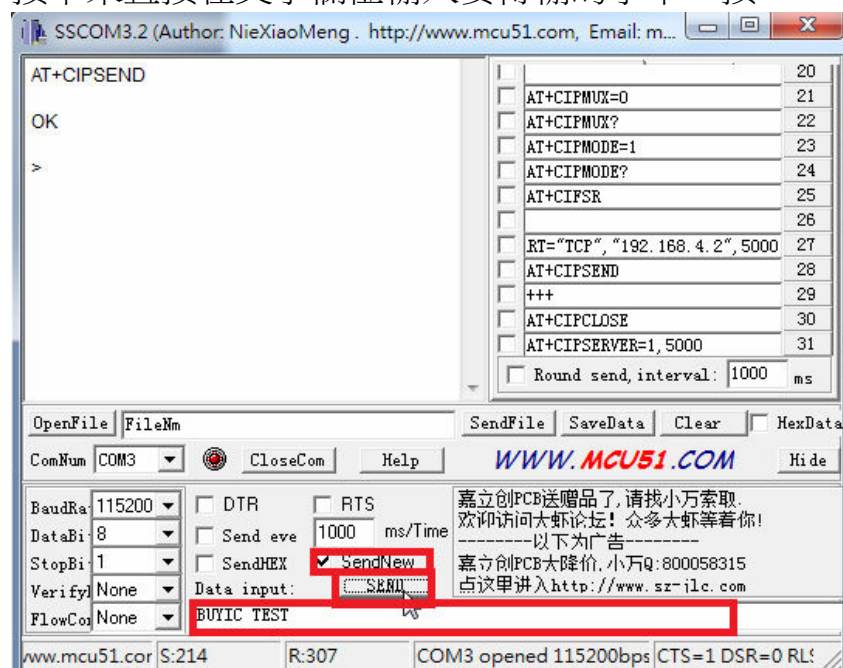 SSCOM3.2 (Author: NieXiaoMeng . http://www.mcu51.com, Email: m...
AT+CIPSEND
OK
>
20
AT+CIPMUX=0 21
AT+CIPMUX? 22
AT+CIPMODE=1 23
AT+CIPMODE? 24
AT+CIFSR 25
26
RT="TCP", "192.168.4.2", 5000 27
AT+CIPSEND 28
+++ 29
AT+CIPCLOSE 30
AT+CIPSERVER=1, 5000 31
Round send, interval: 1000 ms
OpenFile FileNm SendFile SaveData Clear HexData
ComNum COM3 CloseCom Help WWW.MCU51.COM Hide
BaudRa 115200 DTR RTS
DataBi 8 Send eve 1000 ms/Time
StopBi 1 SendHEX SendNew
Verify None Data input: SEND
FlowCo None BUYIC TEST
嘉立创PCB送赠品了,请找小万索取.
欢迎访问大虾论坛! 众多大虾等着你!
--------以下为广告--------
嘉立创PCB大降价,小万Q:800058315
点这里进入http://www.sz-jlc.com
www.mcu51.cor S:214 R:307 COM3 opened 115200bps CTS=1 DSR=0 RLS